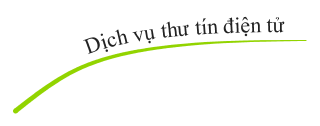 Dịch vụ thư tín điện tử